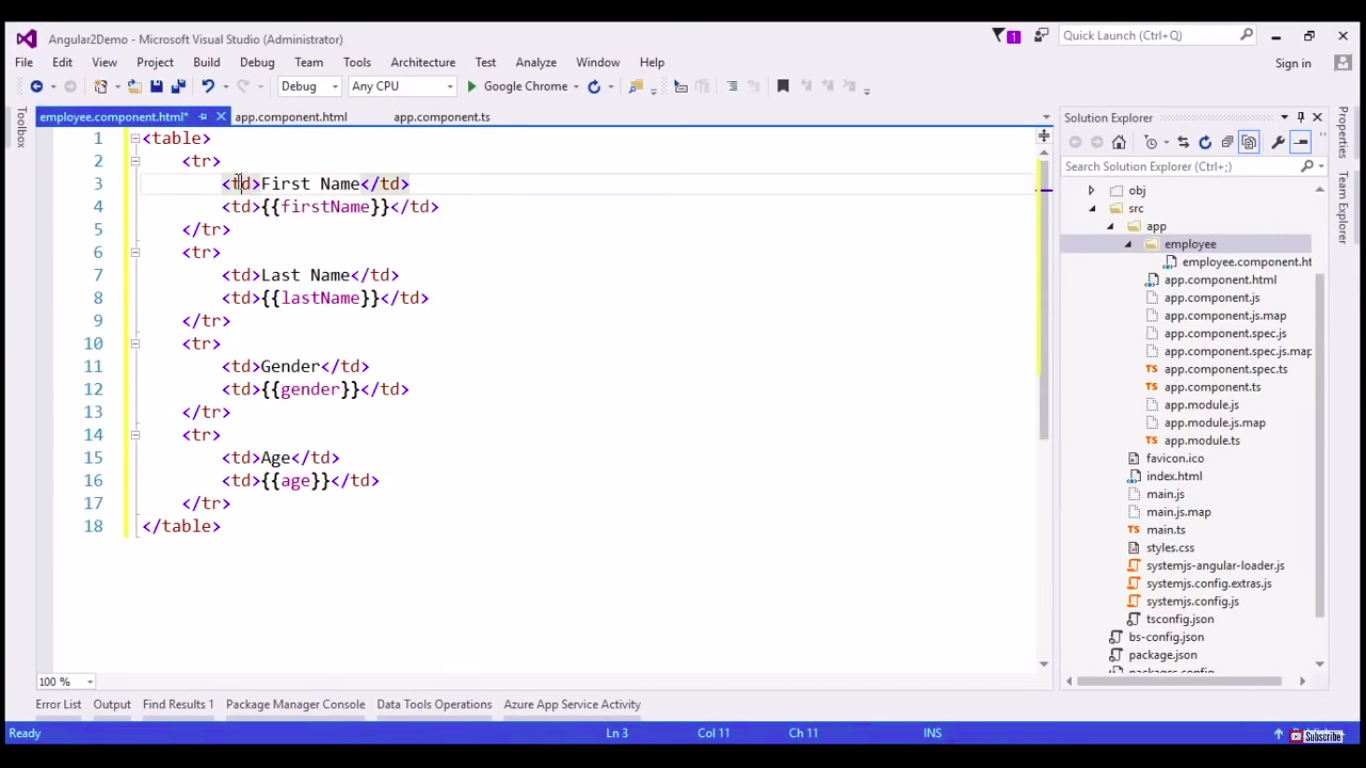 Angular2Demo - Microsoft Visual Studio (Administrator)
1
Quick Launch (Ctrl+Q)
File Edit View Project Build Debug Team Tools Architecture Test Analyze Window Help
Sign in
Debug Any CPU Google Chrome
Toolbox
employee.component.html* app.component.html app.component.ts
1 <table>
2 <tr>
3 <td>First Name</td>
4 <td>{{firstName}}</td>
5 </tr>
6 <tr>
7 <td>Last Name</td>
8 <td>{{lastName}}</td>
9 </tr>
10 <tr>
11 <td>Gender</td>
12 <td>{{gender}}</td>
13 </tr>
14 <tr>
15 <td>Age</td>
16 <td>{{age}}</td>
17 </tr>
18 </table>
100 %
Solution Explorer
Search Solution Explorer (Ctrl+;)
obj
src
app
employee
employee.component.ht
app.component.html
app.component.js
app.component.js.map
app.component.spec.js
app.component.spec.js.map
app.component.spec.ts
TS
app.component.ts
TS
app.module.js
app.module.js.map
app.module.ts
TS
favicon.ico
index.html
main.js
main.js.map
main.ts
TS
styles.css
systemjs-angular-loader.js
systemjs.config.extras.js
systemjs.config.js
tsconfig.json
bs-config.json
package.json
packages.config
Properties
Team Explorer
Error List Output Find Results 1 Package Manager Console Data Tools Operations Azure App Service Activity
Ready Ln 3 Col 11 Ch 11 INS
Subscribe